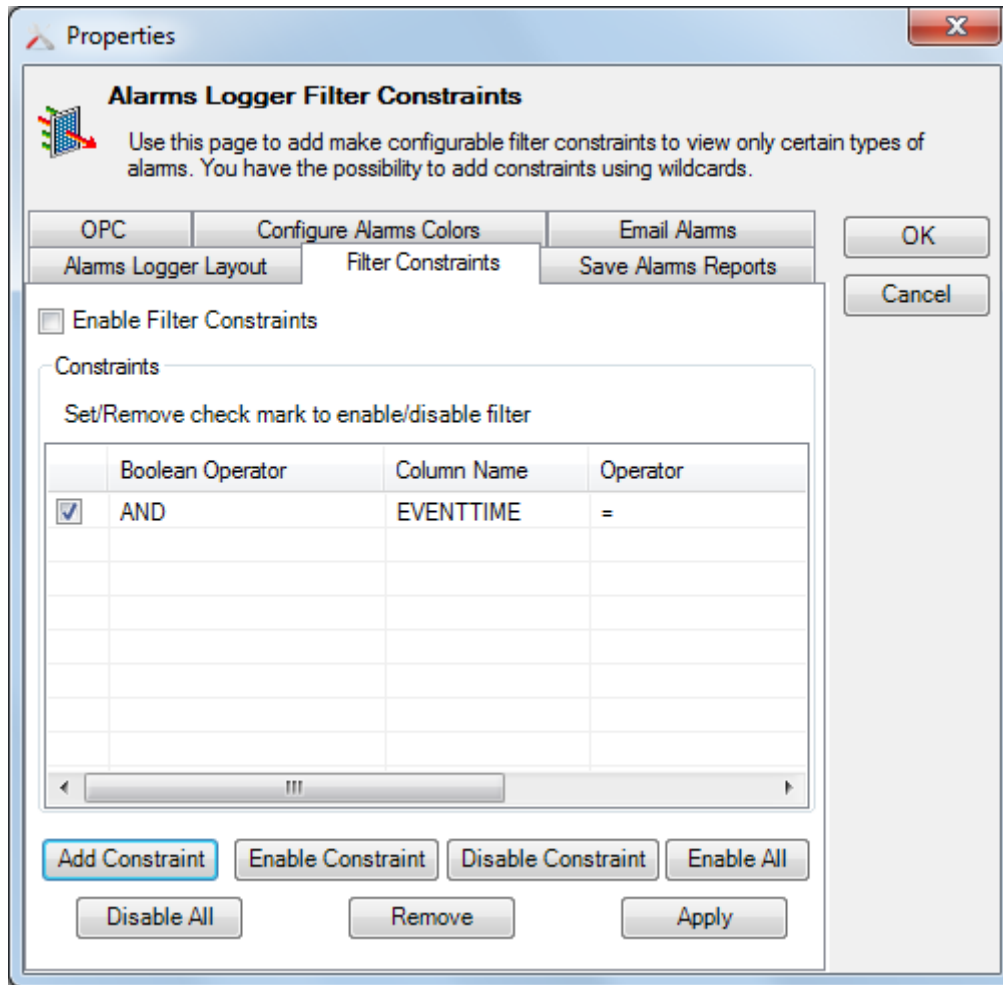 Properties
Alarms Logger Filter Constraints
Use this page to add make configurable filter constraints to view only certain types of
alarms. You have the possibility to add constraints using wildcards.
OPC Configure Alarms Colors Email Alarms
Alarms Logger Layout Filter Constraints Save Alarms Reports
OK
Cancel
Enable Filter Constraints
Constraints
Set/Remove check mark to enable/disable filter
Boolean Operator Column Name Operator
AND EVENTTIME =
Add Constraint Enable Constraint Disable Constraint Enable All
Disable All Remove Apply